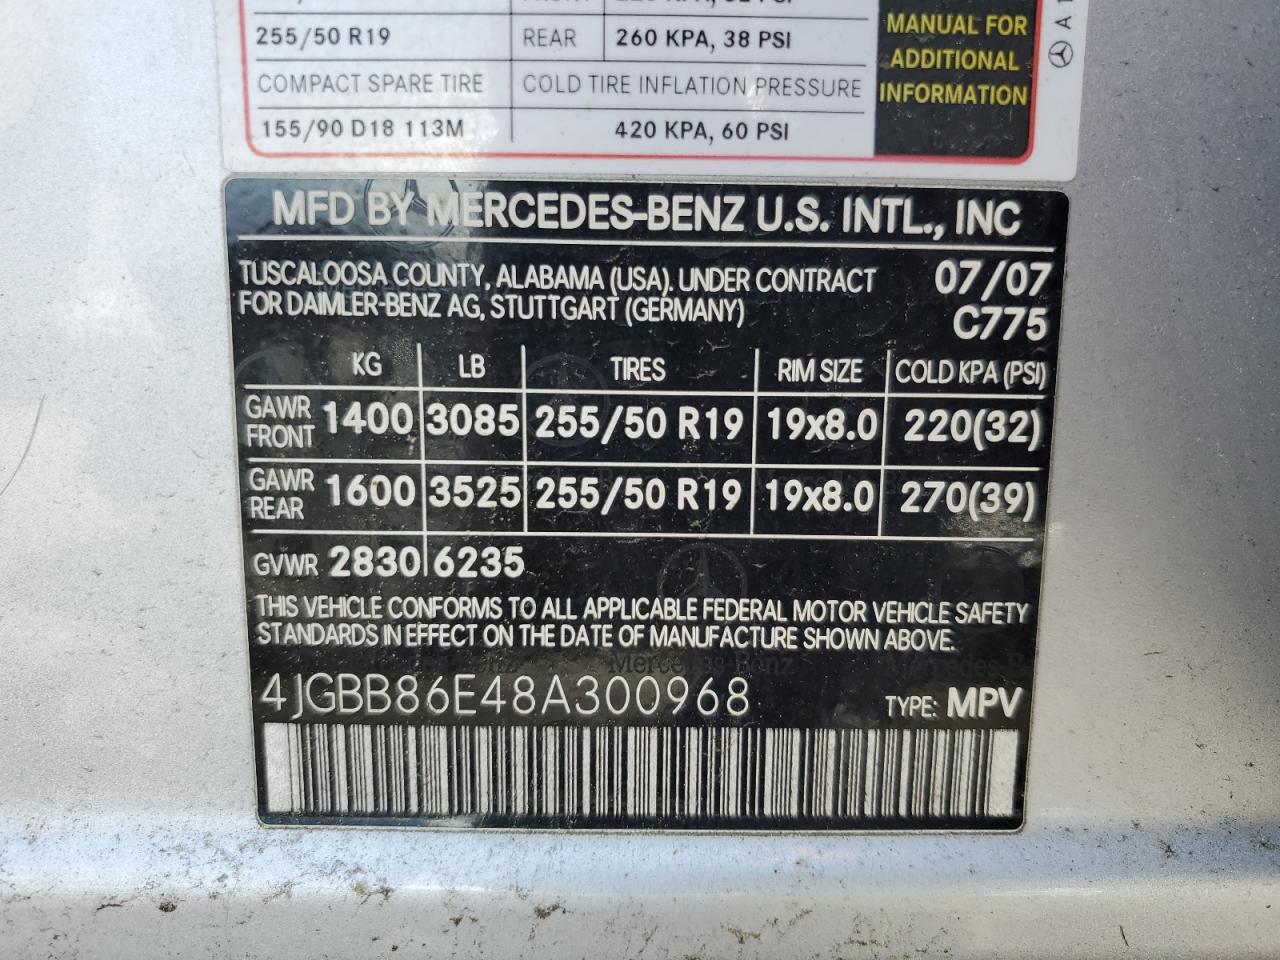 255/50 R19 REAR 260 KPA, 38 PSI
COMPACT SPARE TIRE COLD TIRE INFLATION PRESSURE
155/90 D18 113M 420 KPA, 60 PSI
MANUAL FOR
ADDITIONAL
INFORMATION
MFD BY MERCEDES-BENZ U.S. INTL., INC
TUSCALOOSA COUNTY, ALABAMA (USA). UNDER CONTRACT 07/07
FOR DAIMLER-BENZ AG, STUTTGART (GERMANY) C775
KG LB TIRES RIM SIZE COLD KPA (PSI)
GAWR FRONT 1400 3085 255/50 R19 19x8.0 220(32)
GAWR REAR 1600 3525 255/50 R19 19x8.0 270(39)
GVWR 2830 6235
THIS VEHICLE CONFORMS TO ALL APPLICABLE FEDERAL MOTOR VEHICLE SAFETY
STANDARDS IN EFFECT ON THE DATE OF MANUFACTURE SHOWN ABOVE.
Mercedes-Benz
4JGBB86E48A300968 TYPE: MPV